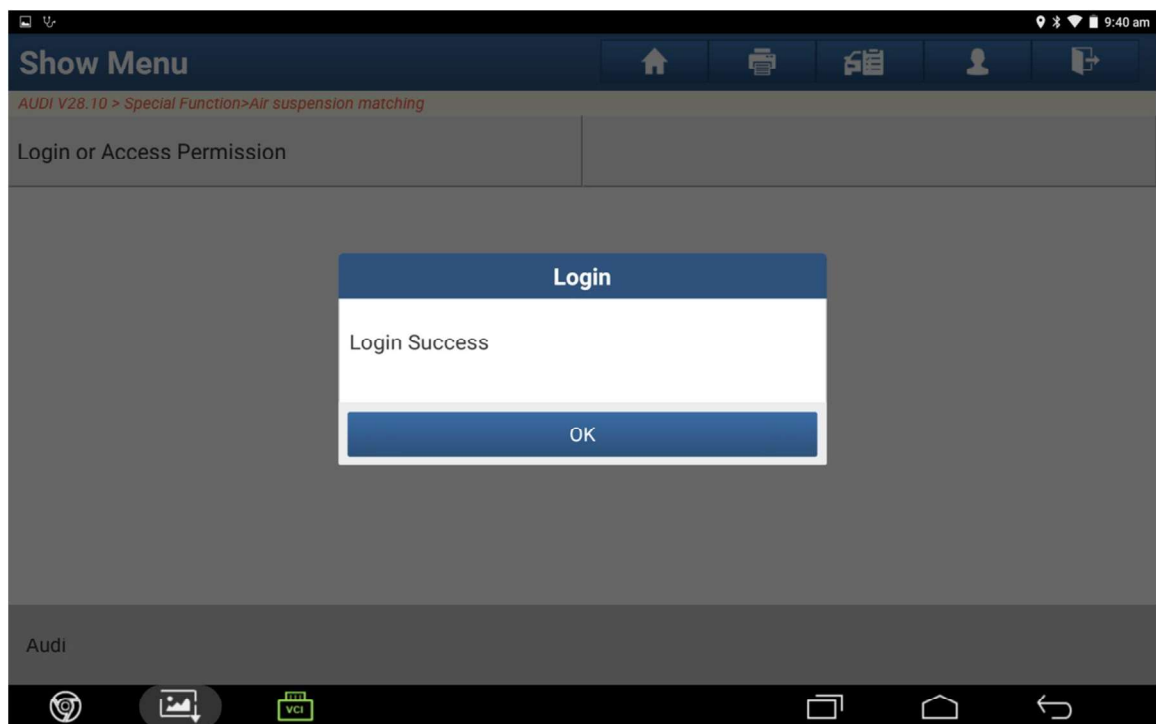 9:40 am
Show Menu
AUDI V28.10 > Special Function>Air suspension matching
Login or Access Permission
Login
Login Success
OK
Audi
VCI